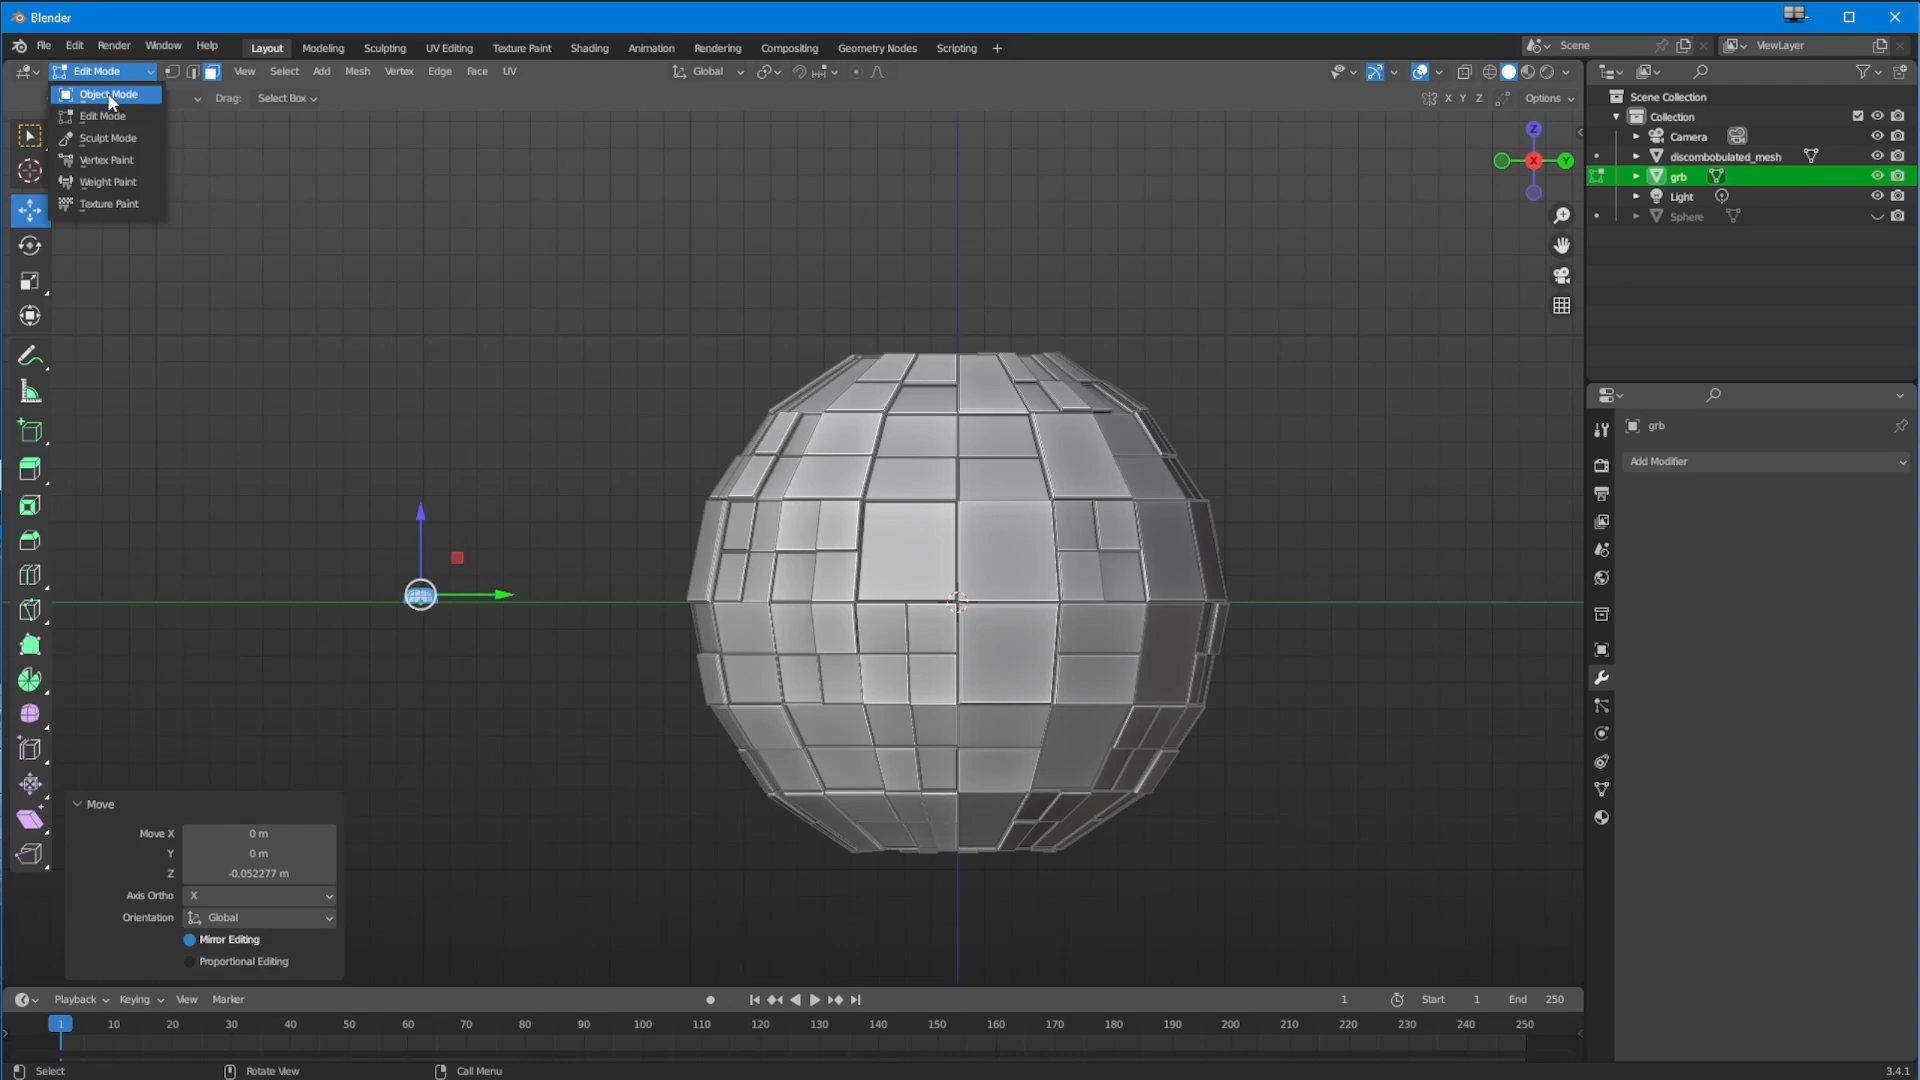 Blender
File Edit Render Window Help Layout Modeling Sculpting UV Editing Texture Paint Shading Animation Rendering Compositing Geometry Nodes Scripting + Scene ViewLayer
Edit Mode View Select Add Mesh Vertex Edge Face UV Global
Drag: Select Box X Y Z Options
Object Mode
Edit Mode
Sculpt Mode
Vertex Paint
Weight Paint
Texture Paint
Z
X
Y
Scene Collection
Collection
Camera
discombobulated_mesh
grb
Light
Sphere
grb
Add Modifier
Move
Move X 0 m
Y 0 m
Z -0.052277 m
Axis Ortho X
Orientation Global
Mirror Editing
Proportional Editing
Playback Keying View Marker 1 Start 1 End 250
1 10 20 30 40 50 60 70 80 90 100 110 120 130 140 150 160 170 180 190 200 210 220 230 240 250
Select Rotate View Call Menu 3.4.1